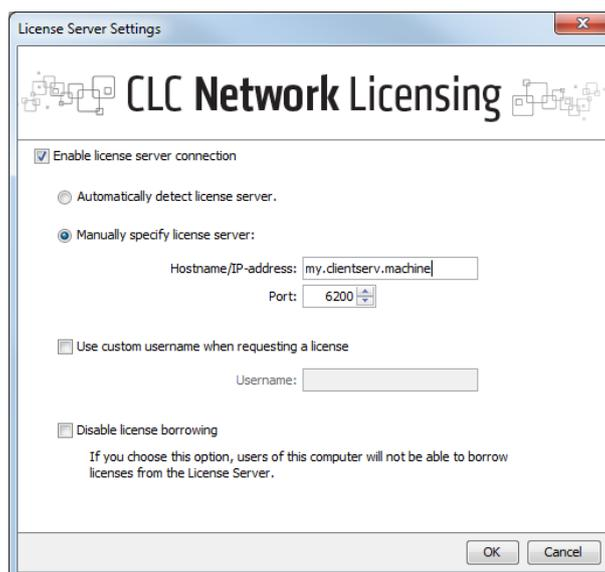 License Server Settings
CLC Network Licensing
Enable license server connection
Automatically detect license server.
Manually specify license server:
Hostname/IP-address: my.clientserv.machine
Port: 6200
Use custom username when requesting a license
Username:
Disable license borrowing
If you choose this option, users of this computer will not be able to borrow
licenses from the License Server.
OK Cancel